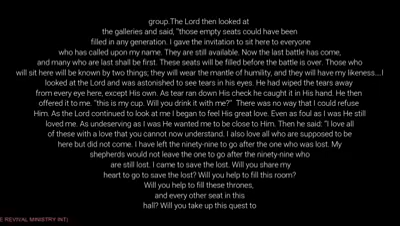 group.The Lord then looked at
the galleries and said, "those empty seats could have been
filled in any generation. I gave the invitation to sit here to everyone
who has called upon my name. They are still available. Now the last battle has come,
and many who are last shall be first. These seats will be filled before the battle is over. Those who
will sit here will be known by two things; they will wear the mantle of humility, and they will have my likeness....I
looked at the Lord and was astonished to see tears in his eyes. He had wiped the tears away
from every eye here, except His own. As tear ran down His check he caught it in His hand. He then
offered it to me. "this is my cup. Will you drink it with me?" There was no way that I could refuse
Him. As the Lord continued to look at me I began to feel His great love. Even as foul as I was He still
loved me. As undeserving as I was He wanted me to be close to Him. Then he said: "I love all
of these with a love that you cannot now understand. I also love all who are supposed to be
here but did not come. I have left the ninety-nine to go after the one who was lost. My
shepherds would not leave the one to go after the ninety-nine who
are still lost. I came to save the lost. Will you share my
heart to go to save the lost? Will you help to fill this room?
Will you help to fill these thrones,
and every other seat in this
hall? Will you take up this quest to
E REVIVAL MINISTRY INT)